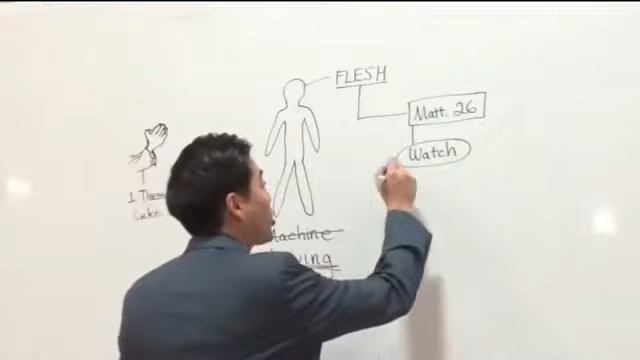 FLESH
Matt. 26
Watch
1 Thess
Luke
Machine